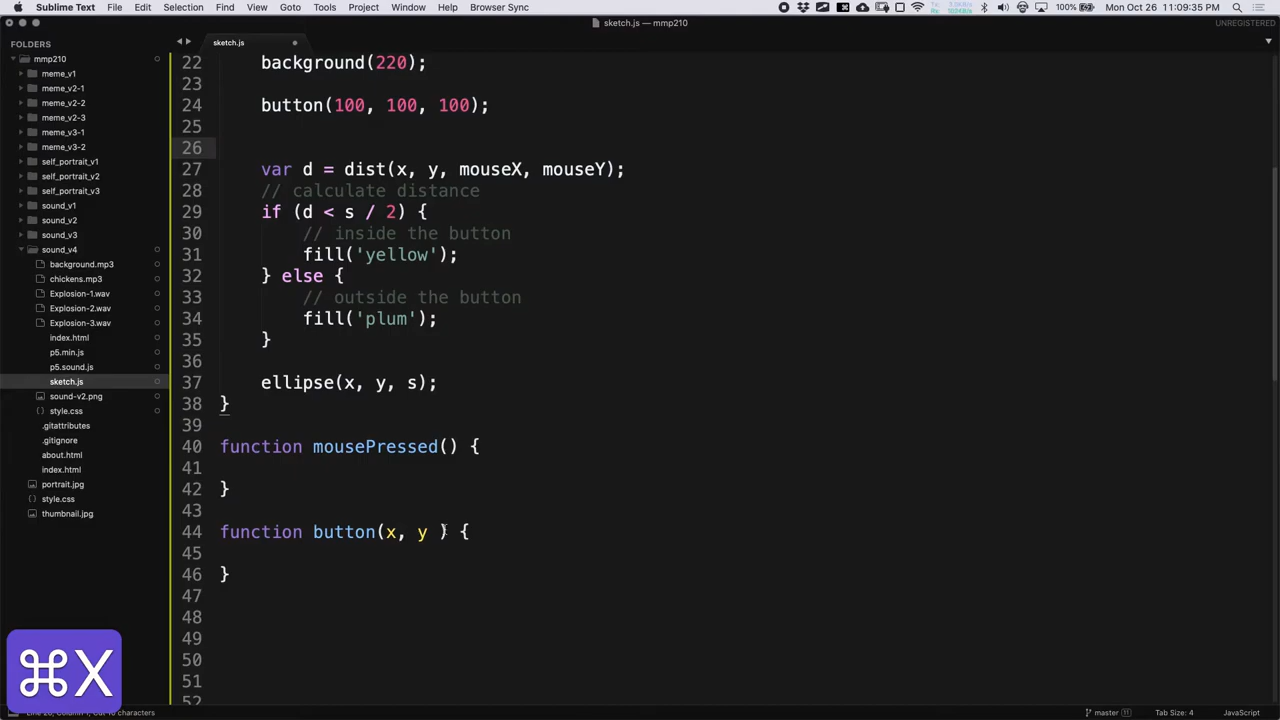 Sublime Text File Edit Selection Find View Goto Tools Project Window Help Browser Sync 100% Mon Oct 26 11:09:35 PM
sketch.js — mmp210 UNREGISTERED
FOLDERS
mmp210
meme_v1
meme_v2-1
meme_v2-2
meme_v2-3
meme_v3-1
meme_v3-2
self_portrait_v1
self_portrait_v2
self_portrait_v3
sound_v1
sound_v2
sound_v3
sound_v4
background.mp3
chickens.mp3
Explosion-1.wav
Explosion-2.wav
Explosion-3.wav
index.html
p5.min.js
p5.sound.js
sketch.js
sound-v2.png
style.css
.gitattributes
.gitignore
about.html
index.html
portrait.jpg
style.css
thumbnail.jpg
sketch.js
22 background(220);
23
24 button(100, 100, 100);
25
26
27 var d = dist(x, y, mouseX, mouseY);
28 // calculate distance
29 if (d < s / 2) {
30 // inside the button
31 fill('yellow');
32 } else {
33 // outside the button
34 fill('plum');
35 }
36
37 ellipse(x, y, s);
38 }
39
40 function mousePressed() {
41
42 }
43
44 function button(x, y ) {
45
46 }
47
48
49
50
51
52
⌘X
master 11 Tab Size: 4 JavaScript